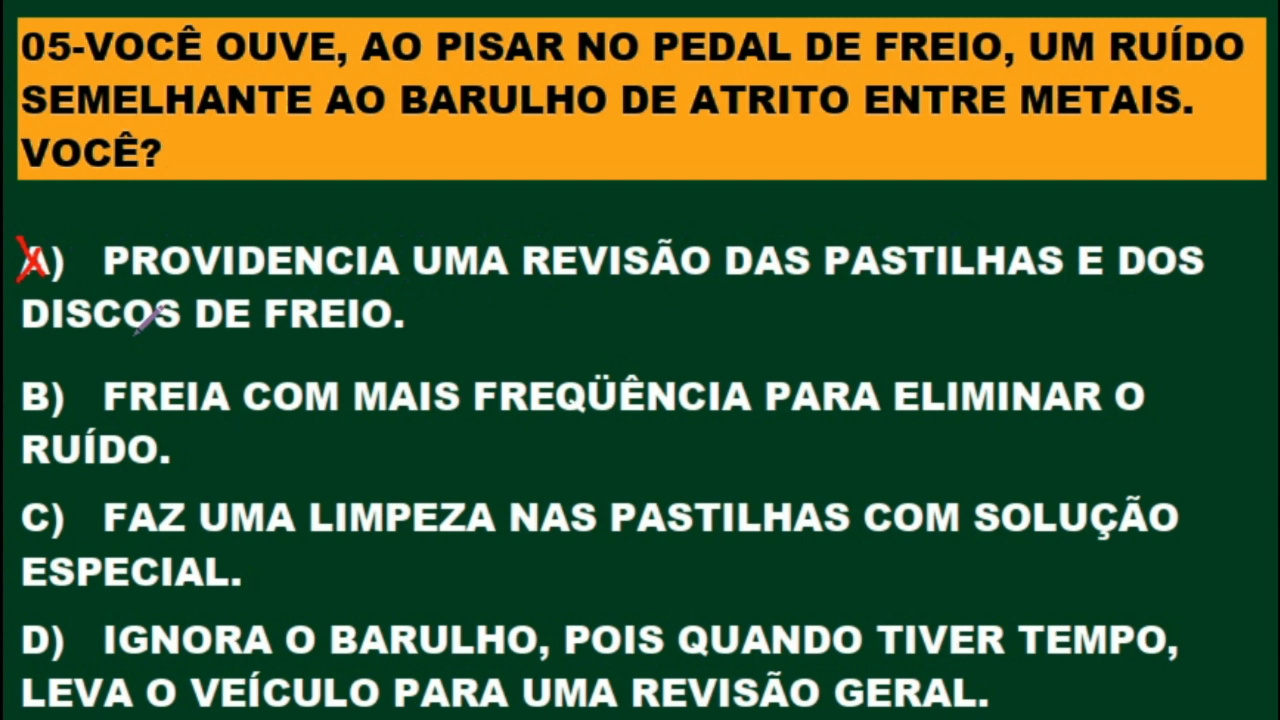 05-VOCÊ OUVE, AO PISAR NO PEDAL DE FREIO, UM RUÍDO
SEMELHANTE AO BARULHO DE ATRITO ENTRE METAIS.
VOCÊ?
A) PROVIDENCIA UMA REVISÃO DAS PASTILHAS E DOS
DISCOS DE FREIO.
B) FREIA COM MAIS FREQÜÊNCIA PARA ELIMINAR O
RUÍDO.
C) FAZ UMA LIMPEZA NAS PASTILHAS COM SOLUÇÃO
ESPECIAL.
D) IGNORA O BARULHO, POIS QUANDO TIVER TEMPO,
LEVA O VEÍCULO PARA UMA REVISÃO GERAL.